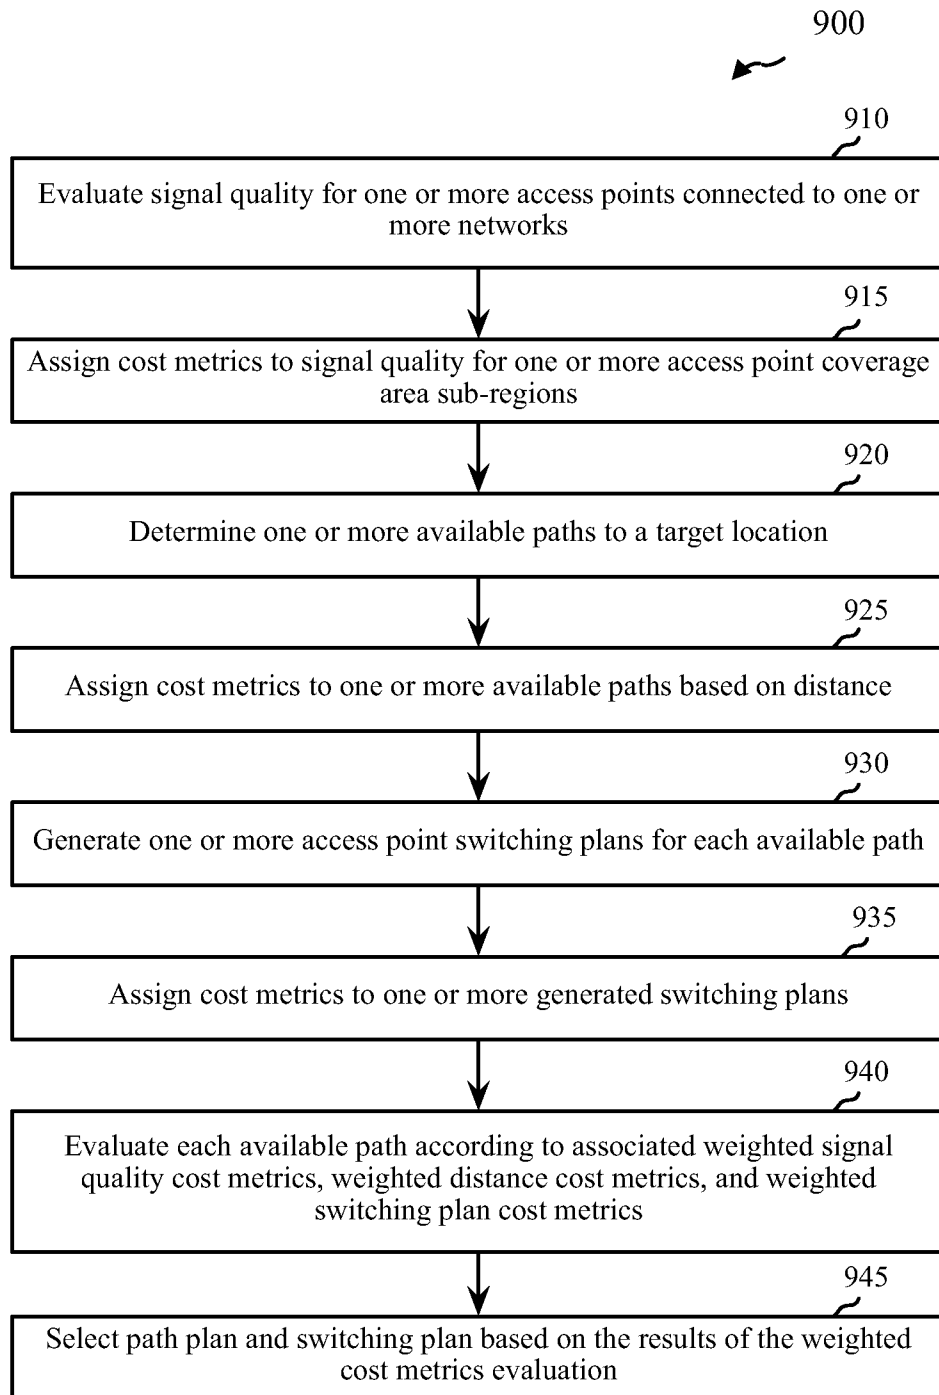 900
910
Evaluate signal quality for one or more access points connected to one or
more networks
915
Assign cost metrics to signal quality for one or more access point coverage
area sub-regions
920
Determine one or more available paths to a target location
925
Assign cost metrics to one or more available paths based on distance
930
Generate one or more access point switching plans for each available path
935
Assign cost metrics to one or more generated switching plans
940
Evaluate each available path according to associated weighted signal
quality cost metrics, weighted distance cost metrics, and weighted
switching plan cost metrics
945
Select path plan and switching plan based on the results of the weighted
cost metrics evaluation